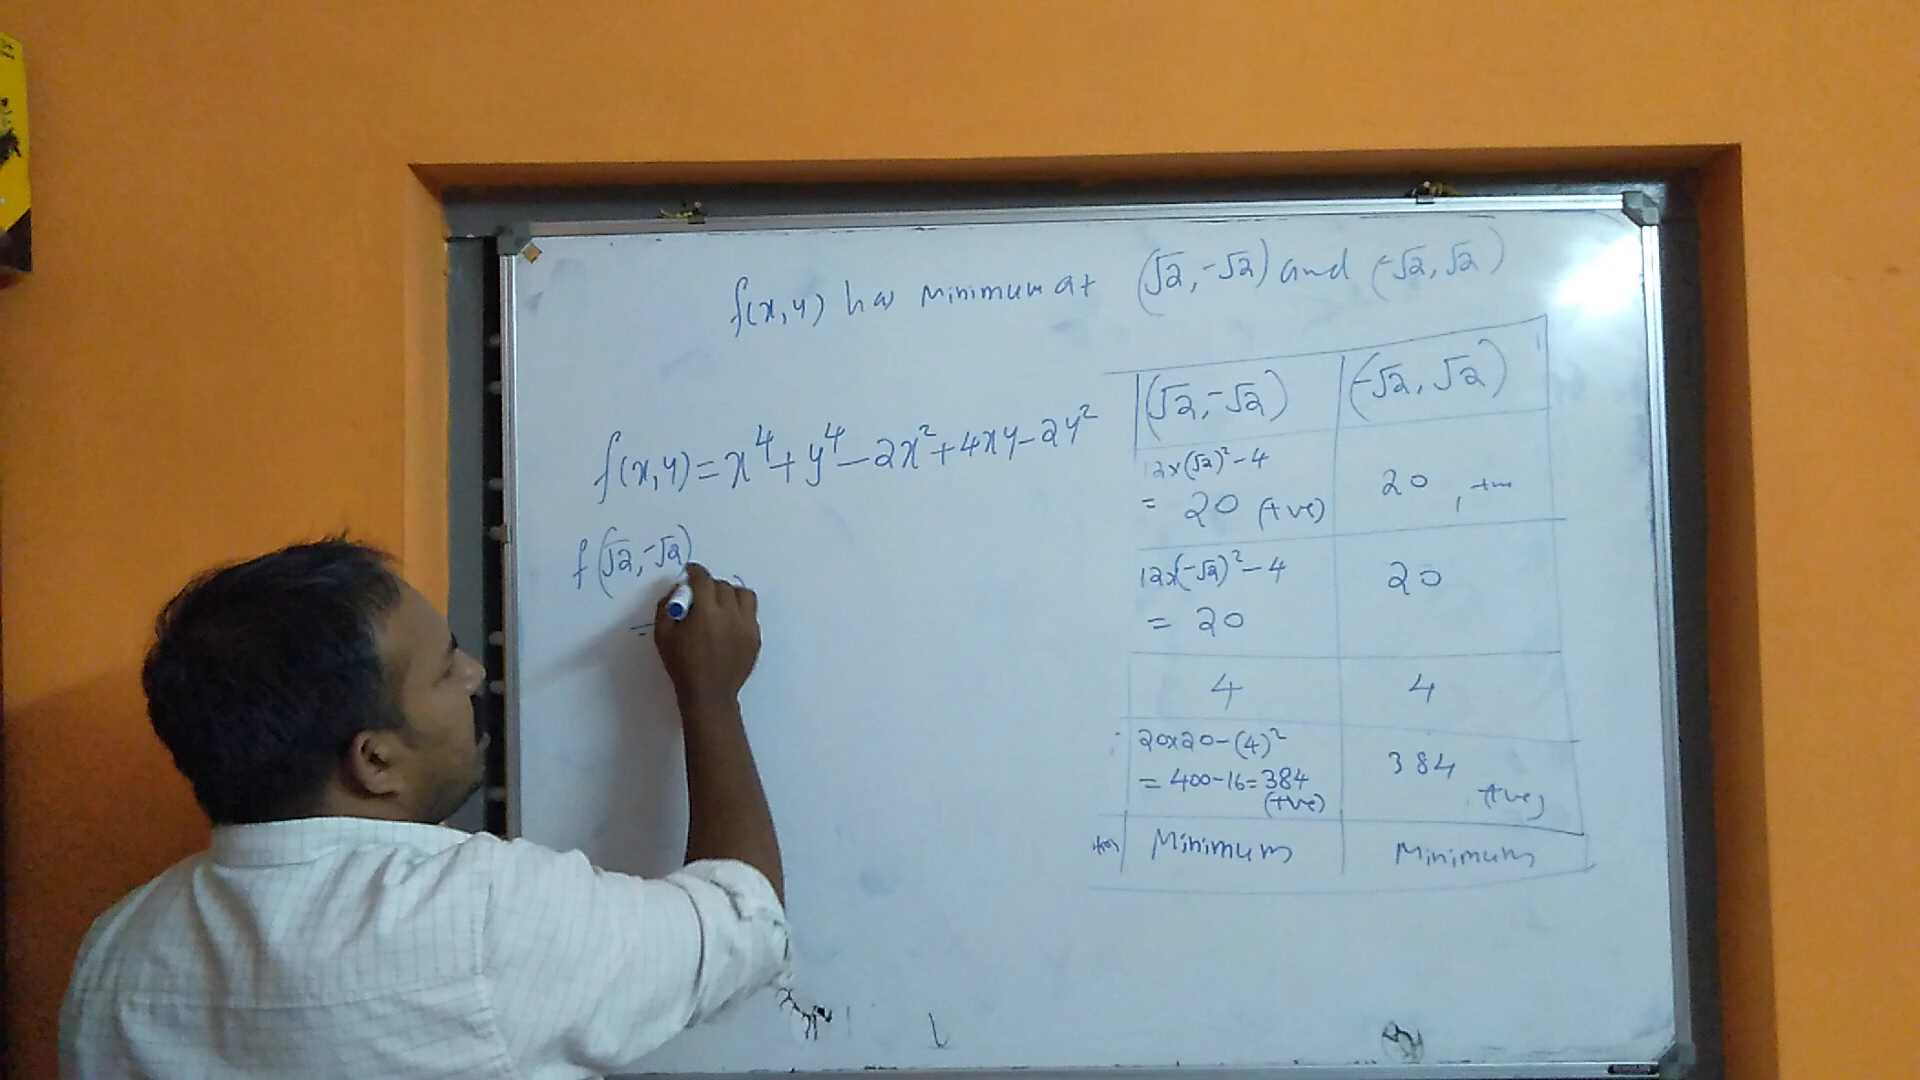 f(x,y) has Minimum at (√2,-√2) and (-√2,√2)
f(x,y)=x⁴+y⁴-2x²+4xy-2y²
f(√2,-√2)
=
(√2,-√2) (-√2,√2)
12x(√2)²-4
= 20 (+ve) 20, +ve
12x(-√2)²-4 20
= 20
4 4
20x20-(4)² 384
= 400-16=384 +ve)
(+ve)
Minimum Minimum